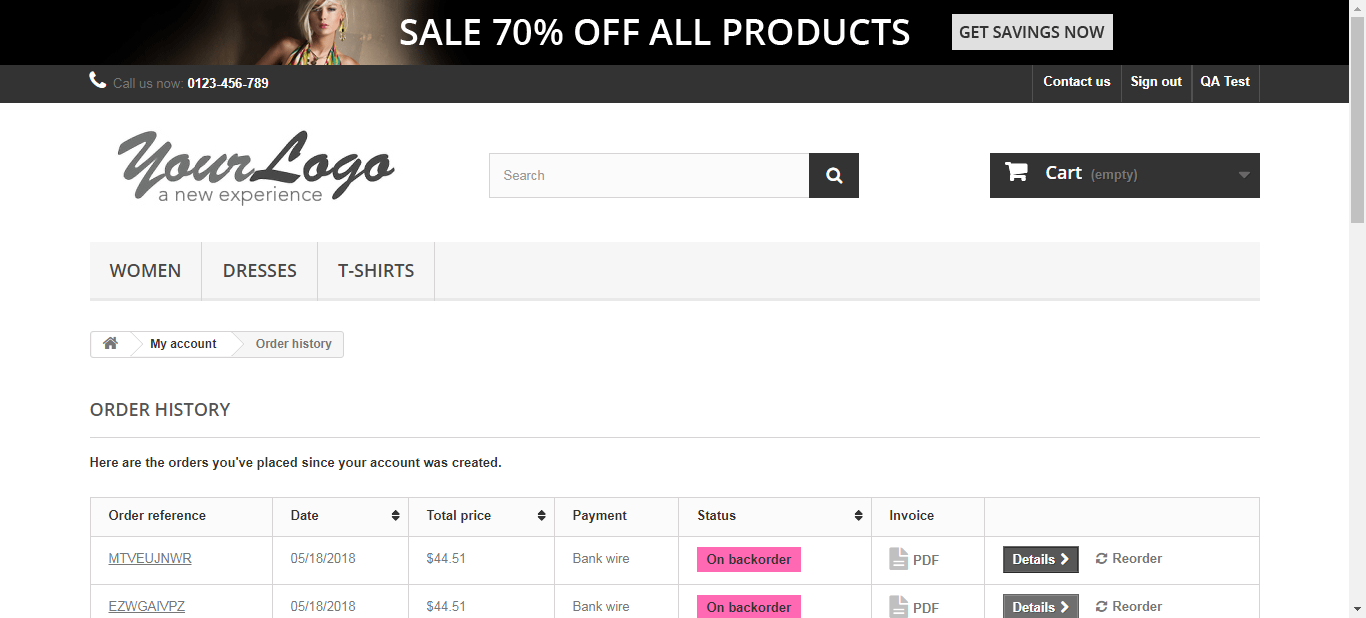 SALE 70% OFF ALL PRODUCTS GET SAVINGS NOW
Call us now: 0123-456-789 Contact us Sign out QA Test
Your Logo
a new experience
Search
Cart (empty)
WOMEN DRESSES T-SHIRTS
My account Order history
ORDER HISTORY
Here are the orders you've placed since your account was created.
Order reference Date Total price Payment Status Invoice
MTVEUJNWR 05/18/2018 $44.51 Bank wire On backorder PDF Details Reorder
EZWGAIVPZ 05/18/2018 $44.51 Bank wire On backorder PDF Details Reorder